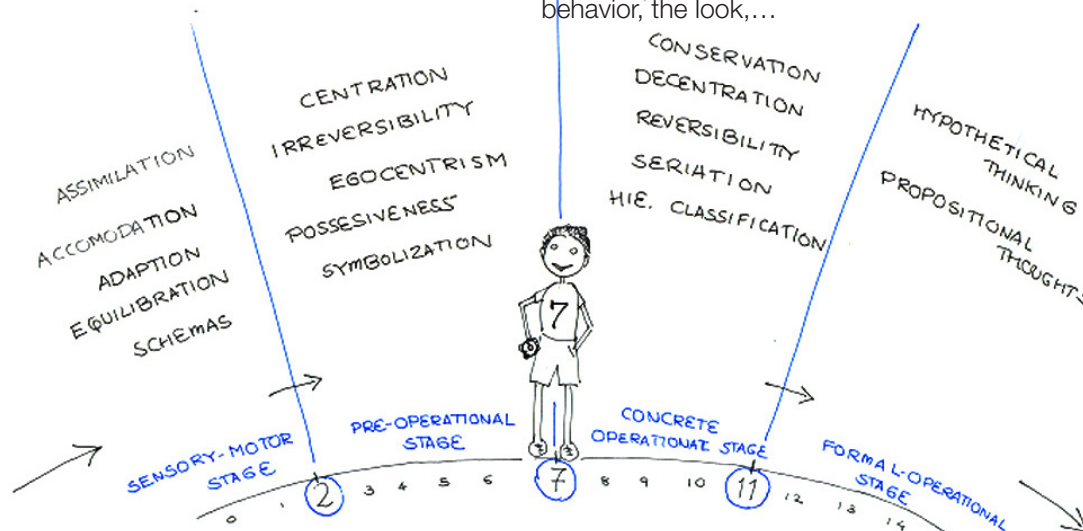 behavior, the look,...
ASSIMILATION
ACCOMODATION
ADAPTION
EQUILIBRATION
SCHEMAS
CENTRATION
IRREVERSIBILITY
EGOCENTRISM
POSSESIVENESS
SYMBOLIZATION
CONSERVATION
DECENTRATION
REVERSIBILITY
SERIATION
HIE. CLASSIFICATION
HYPOTHETICAL
THINKING
PROPOSITIONAL
THOUGHTS
7
SENSORY-MOTOR
STAGE
PRE-OPERATIONAL
STAGE
CONCRETE
OPERATIONAL STAGE
FORMAL-OPERATIONAL
STAGE
0 1 2 3 4 5 6 7 8 9 10 11 12 13 14